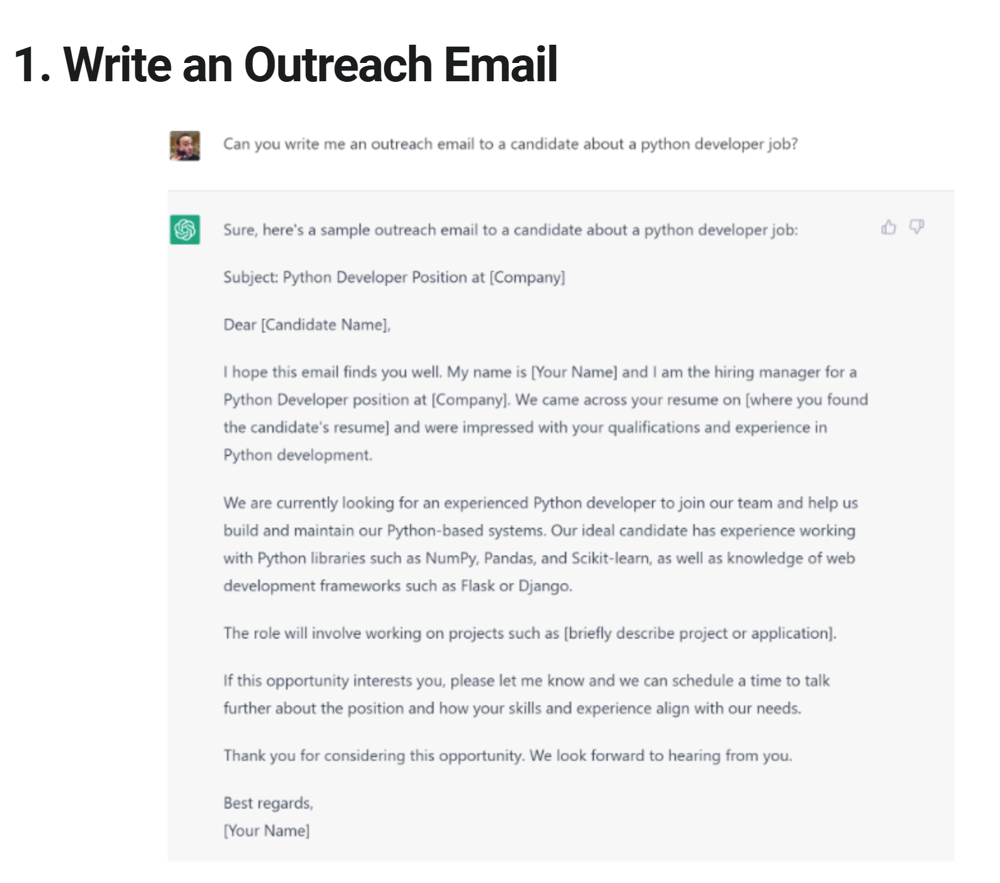 1. Write an Outreach Email
Can you write me an outreach email to a candidate about a python developer job?
Sure, here's a sample outreach email to a candidate about a python developer job:
Subject: Python Developer Position at [Company]
Dear [Candidate Name],
I hope this email finds you well. My name is [Your Name] and I am the hiring manager for a
Python Developer position at [Company]. We came across your resume on [where you found
the candidate's resume] and were impressed with your qualifications and experience in
Python development.
We are currently looking for an experienced Python developer to join our team and help us
build and maintain our Python-based systems. Our ideal candidate has experience working
with Python libraries such as NumPy, Pandas, and Scikit-learn, as well as knowledge of web
development frameworks such as Flask or Django.
The role will involve working on projects such as [briefly describe project or application].
If this opportunity interests you, please let me know and we can schedule a time to talk
further about the position and how your skills and experience align with our needs.
Thank you for considering this opportunity. We look forward to hearing from you.
Best regards,
[Your Name]